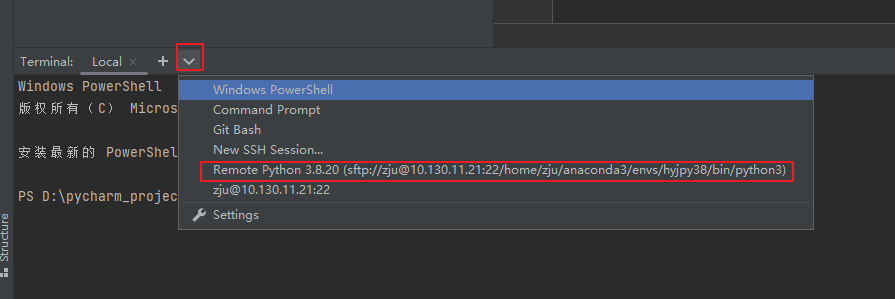 Terminal: Local
Windows PowerShell
版权所有（C） Micros
安装最新的 PowerShel
PS D:\pycharm_projec
Windows PowerShell
Command Prompt
Git Bash
New SSH Session...
Remote Python 3.8.20 (sftp://zju@10.130.11.21:22/home/zju/anaconda3/envs/hyjpy38/bin/python3)
zju@10.130.11.21:22
Settings
Structure